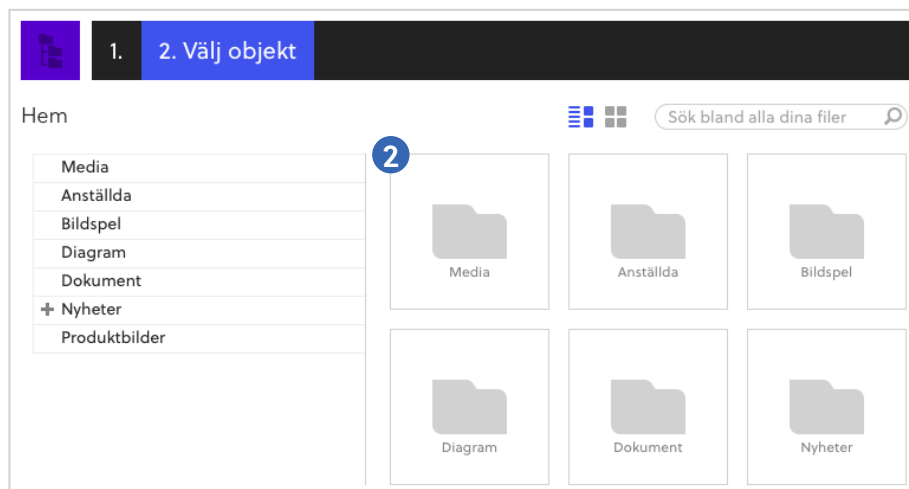 1.
2. Välj objekt
Hem
Sök bland alla dina filer
Media
Anställda
Bildspel
Diagram
Dokument
Nyheter
Produktbilder
2
Media
Anställda
Bildspel
Diagram
Dokument
Nyheter